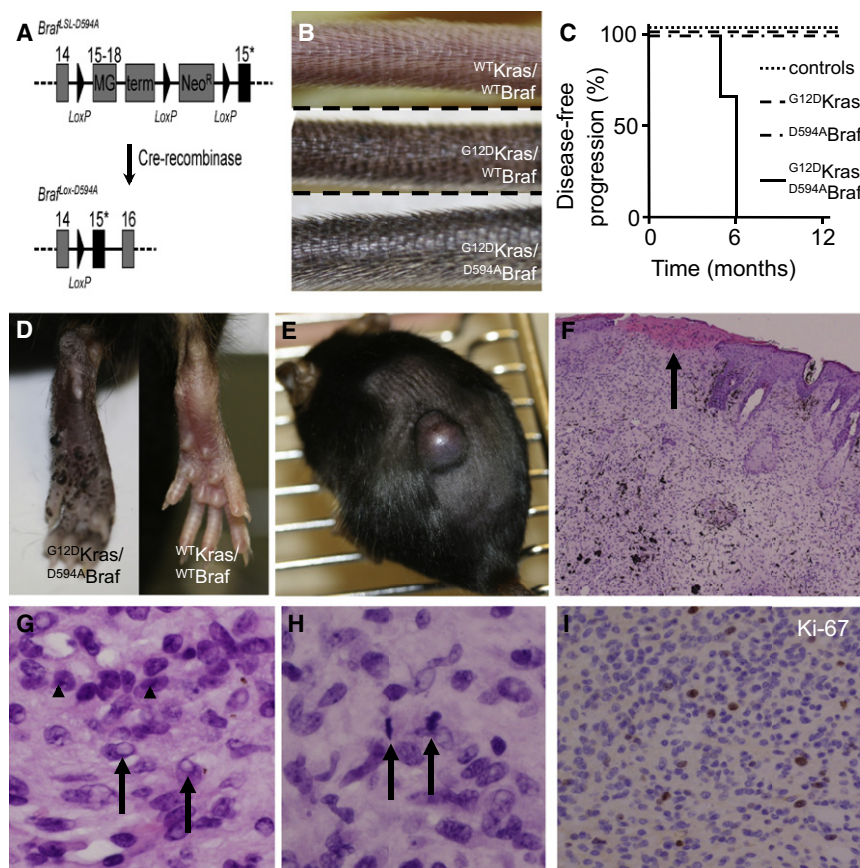 A
Braf^LSL-D594A
14 15-18 15*
MG term Neo^R
LoxP LoxP LoxP
Cre-recombinase
Braf^Lox-D594A
14 15* 16
LoxP
B
^WTKras/
^WTBraf
^G12DKras/
^WTBraf
^G12DKras/
^D594ABraf
C
Disease-free
progression (%)
100
50
0
0 6 12
Time (months)
controls
^G12DKras
^D594ABraf
^G12DKras
^D594ABraf
D
^G12DKras/
^D594ABraf
^WTKras/
^WTBraf
E
F
G
H
I
Ki-67